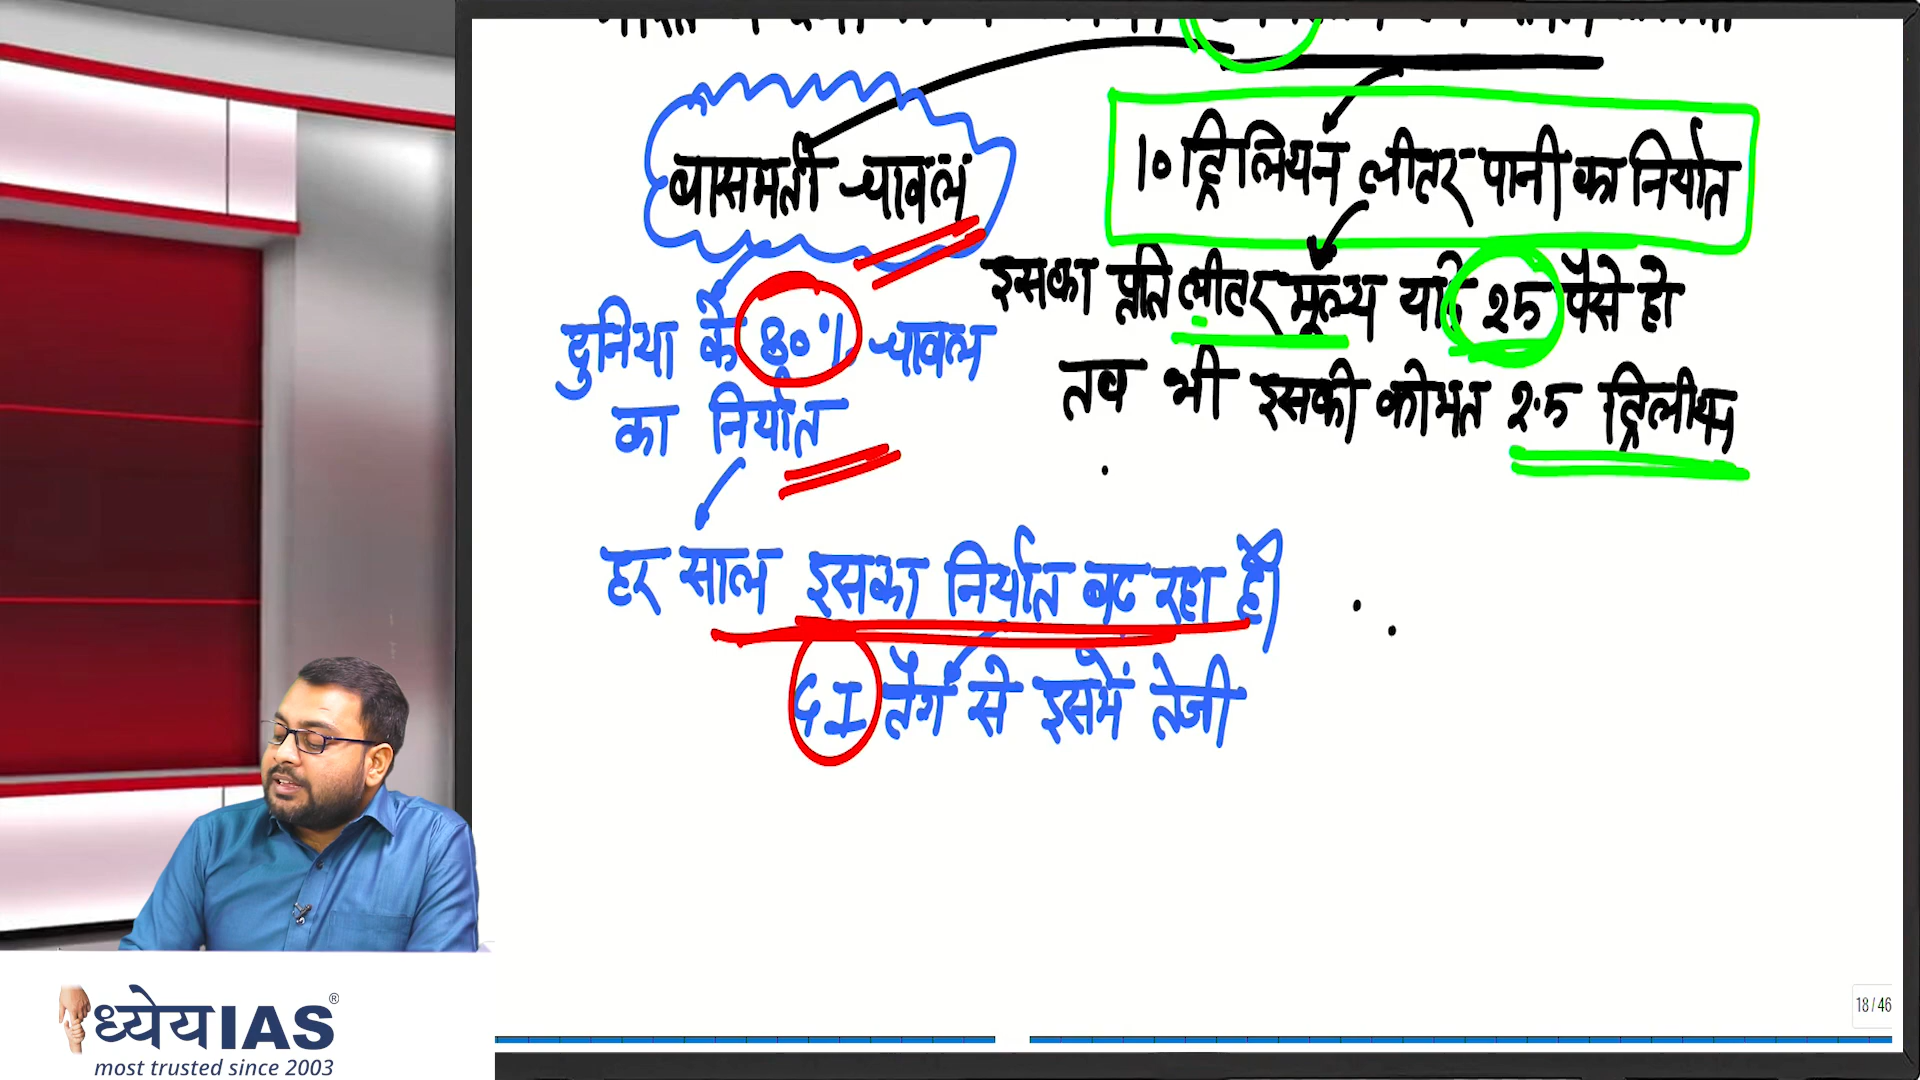 बासमती चावल
10 ट्रिलियन लीटर पानी का निर्यात
इसका प्रति लीटर मूल्य यदि 25 पैसे हो
तब भी इसकी कीमत 2.5 ट्रिलीयन
दुनिया के 80% चावल
का निर्यात
हर साल इसका निर्यात बढ रहा है।
GI तैग से इसमें तेजी
ध्येय IAS ®
most trusted since 2003
18 / 46